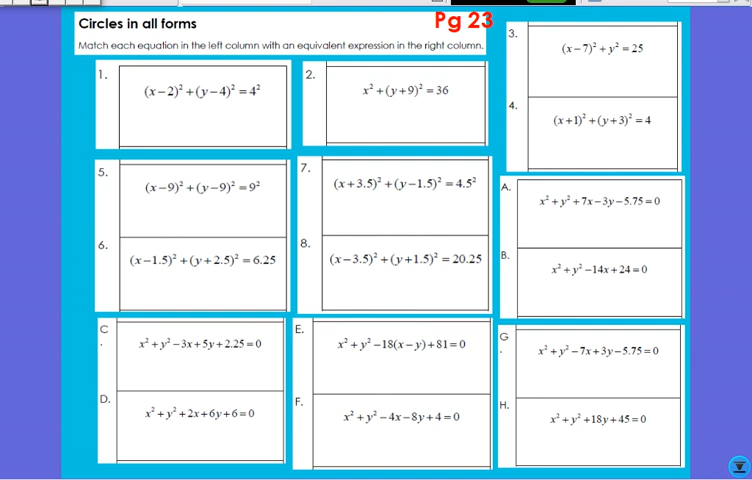 Circles in all forms
Pg 23
Match each equation in the left column with an equivalent expression in the right column.
1.
(x−2)² + (y−4)² = 4²
2.
x² + (y+9)² = 36
3.
(x−7)² + y² = 25
4.
(x+1)² + (y+3)² = 4
5.
(x−9)² + (y−9)² = 9²
6.
(x−1.5)² + (y+2.5)² = 6.25
7.
(x+3.5)² + (y−1.5)² = 4.5²
8.
(x−3.5)² + (y+1.5)² = 20.25
A.
x² + y² + 7x − 3y − 5.75 = 0
B.
x² + y² − 14x + 24 = 0
C
.
x² + y² − 3x + 5y + 2.25 = 0
D.
x² + y² + 2x + 6y + 6 = 0
E.
x² + y² − 18(x − y) + 81 = 0
F.
x² + y² − 4x − 8y + 4 = 0
G
.
x² + y² − 7x + 3y − 5.75 = 0
H.
x² + y² + 18y + 45 = 0